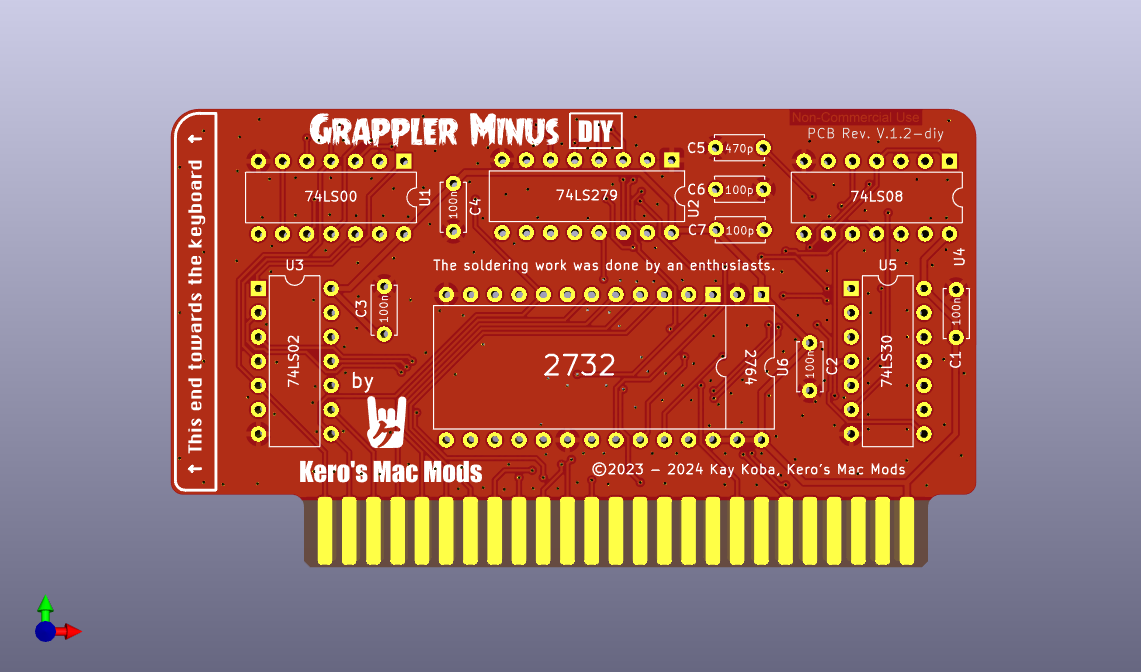 GRAPPLER MINUS DiY
Non-Commercial Use
PCB Rev. V.1.2-diy
C5 470p
74LS00
U1
100n
C4
74LS279
U2
C6 100p
C7 100p
74LS08
U4
The soldering work was done by an enthusiasts.
U3
74LS02
C3
100n
2732
2764
U6
100n
C2
U5
74LS30
100n
C1
↑ This end towards the keyboard ↑
by
ケ
Kero's Mac Mods
©2023 – 2024 Kay Koba, Kero's Mac Mods